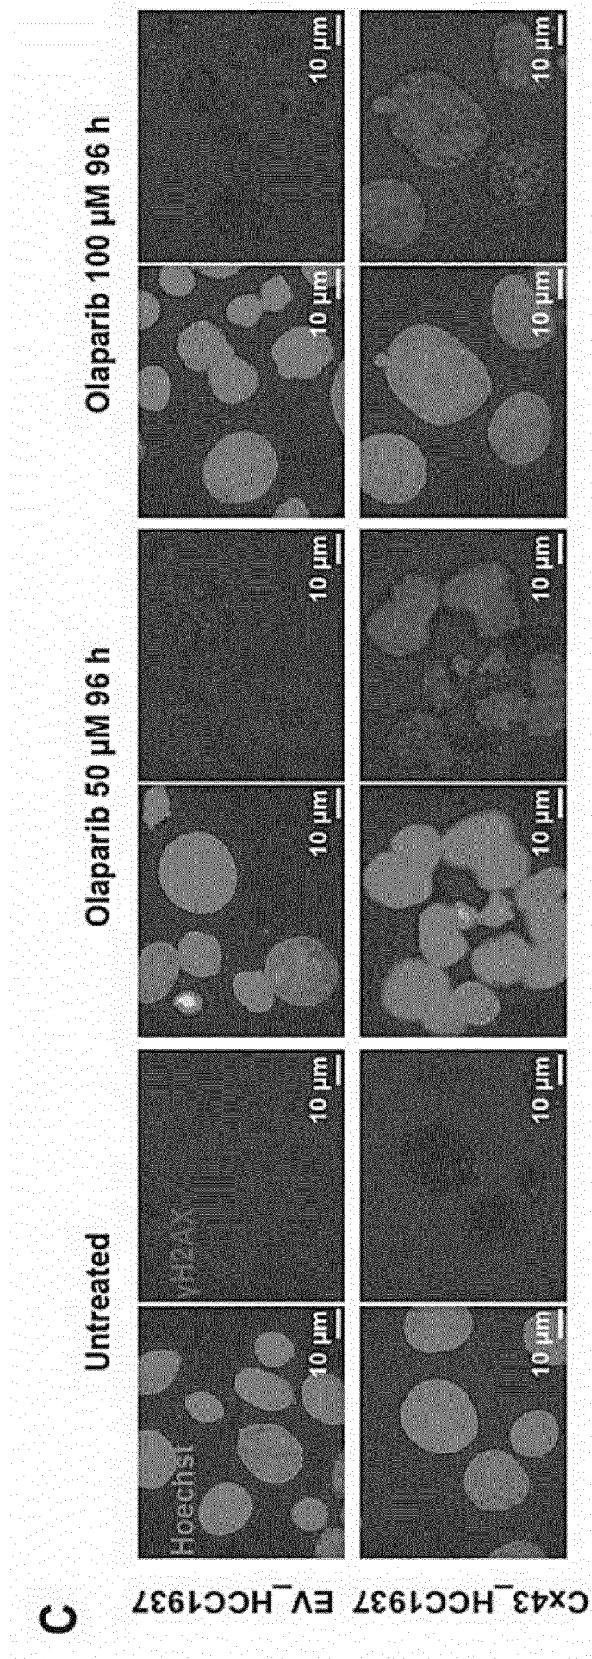 C
Untreated
Olaparib 50 µM 96 h
Olaparib 100 µM 96 h
EV_HCC1937
Hoechst
10 µm
γH2AX
10 µm
10 µm
10 µm
10 µm
10 µm
Cx43_HCC1937
10 µm
10 µm
10 µm
10 µm
10 µm
10 µm